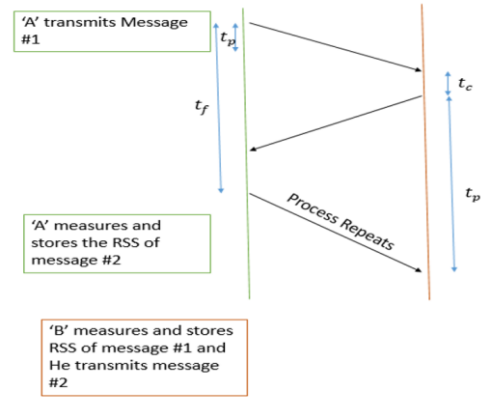 'A' transmits Message
#1
t_p
t_c
t_f
t_p
Process Repeats
'A' measures and
stores the RSS of
message #2
'B' measures and stores
RSS of message #1 and
He transmits message
#2